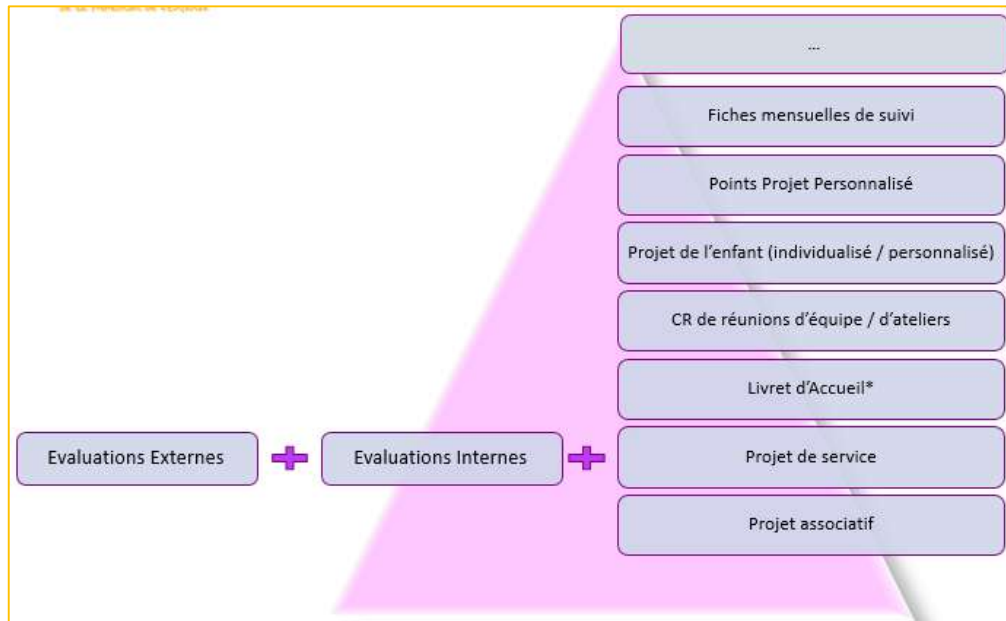 ...
Fiches mensuelles de suivi
Points Projet Personnalisé
Projet de l'enfant (individualisé / personnalisé)
CR de réunions d'équipe / d'ateliers
Livret d'Accueil*
Evaluations Externes
Evaluations Internes
Projet de service
Projet associatif